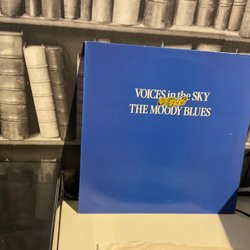 VOICES in the SKY
THE MOODY BLUES